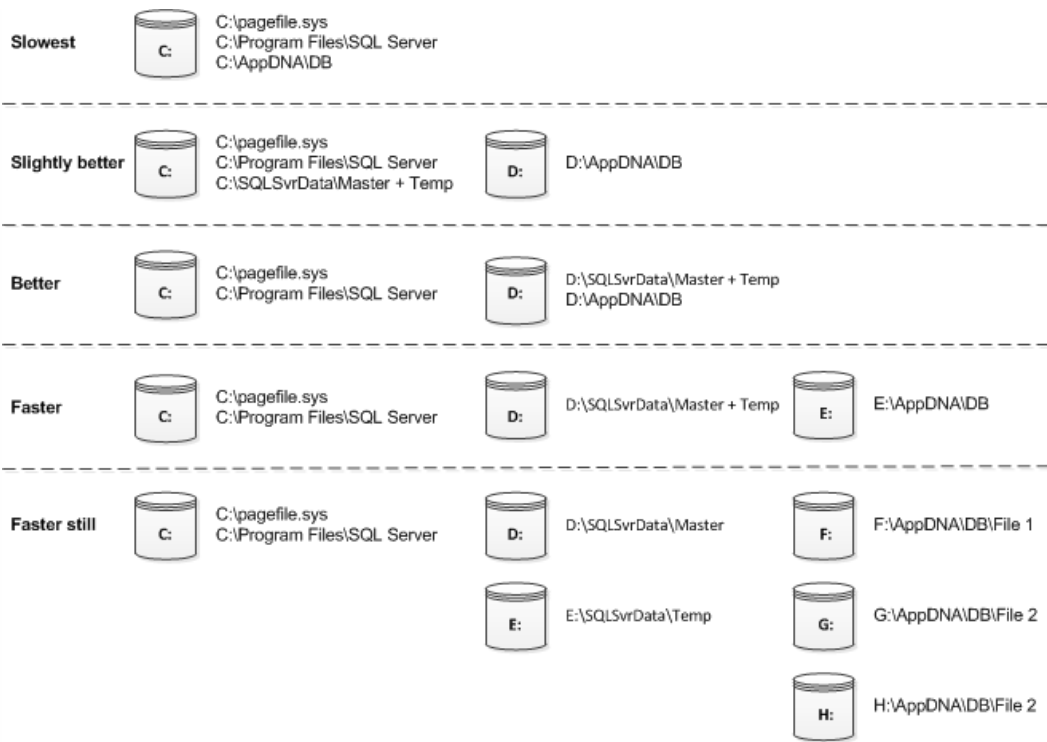 Slowest
C:
C:\pagefile.sys
C:\Program Files\SQL Server
C:\AppDNA\DB
Slightly better
C:
C:\pagefile.sys
C:\Program Files\SQL Server
C:\SQLSvrData\Master + Temp
D:
D:\AppDNA\DB
Better
C:
C:\pagefile.sys
C:\Program Files\SQL Server
D:
D:\SQLSvrData\Master + Temp
D:\AppDNA\DB
Faster
C:
C:\pagefile.sys
C:\Program Files\SQL Server
D:
D:\SQLSvrData\Master + Temp
E:
E:\AppDNA\DB
Faster still
C:
C:\pagefile.sys
C:\Program Files\SQL Server
D:
D:\SQLSvrData\Master
F:
F:\AppDNA\DB\File 1
E:
E:\SQLSvrData\Temp
G:
G:\AppDNA\DB\File 2
H:
H:\AppDNA\DB\File 2